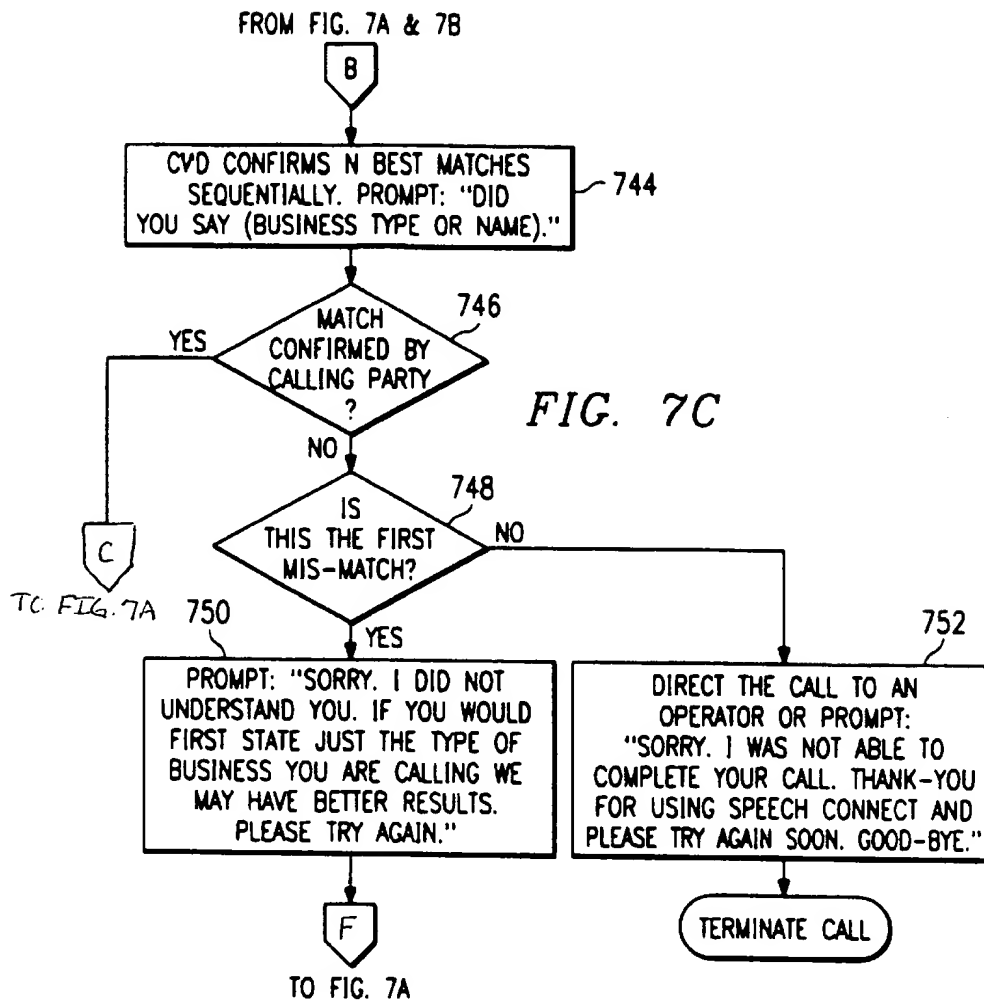 FROM FIG. 7A & 7B
B
CVD CONFIRMS N BEST MATCHES
SEQUENTIALLY. PROMPT: "DID
YOU SAY (BUSINESS TYPE OR NAME)."
744
746
MATCH
CONFIRMED BY
CALLING PARTY
?
YES
NO
FIG. 7C
748
IS
THIS THE FIRST
MIS-MATCH?
NO
YES
C
TO FIG. 7A
750
PROMPT: "SORRY. I DID NOT
UNDERSTAND YOU. IF YOU WOULD
FIRST STATE JUST THE TYPE OF
BUSINESS YOU ARE CALLING WE
MAY HAVE BETTER RESULTS.
PLEASE TRY AGAIN."
752
DIRECT THE CALL TO AN
OPERATOR OR PROMPT:
"SORRY. I WAS NOT ABLE TO
COMPLETE YOUR CALL. THANK-YOU
FOR USING SPEECH CONNECT AND
PLEASE TRY AGAIN SOON. GOOD-BYE."
F
TO FIG. 7A
TERMINATE CALL